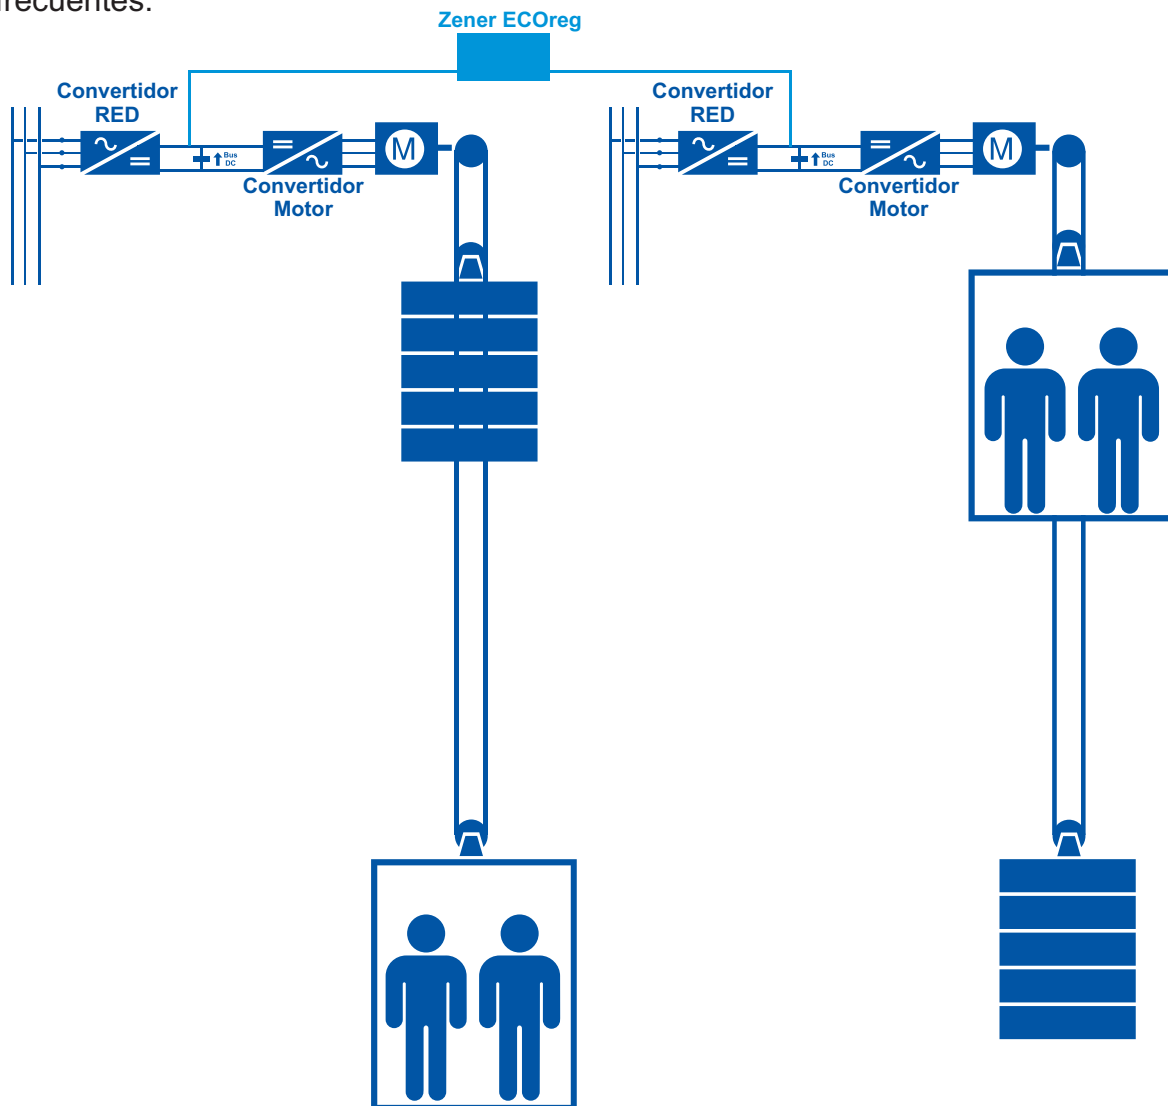 frecuentes.
Zener ECOreg
Convertidor
RED
M
Bus
DC
Convertidor
Motor
Convertidor
RED
M
Bus
DC
Convertidor
Motor